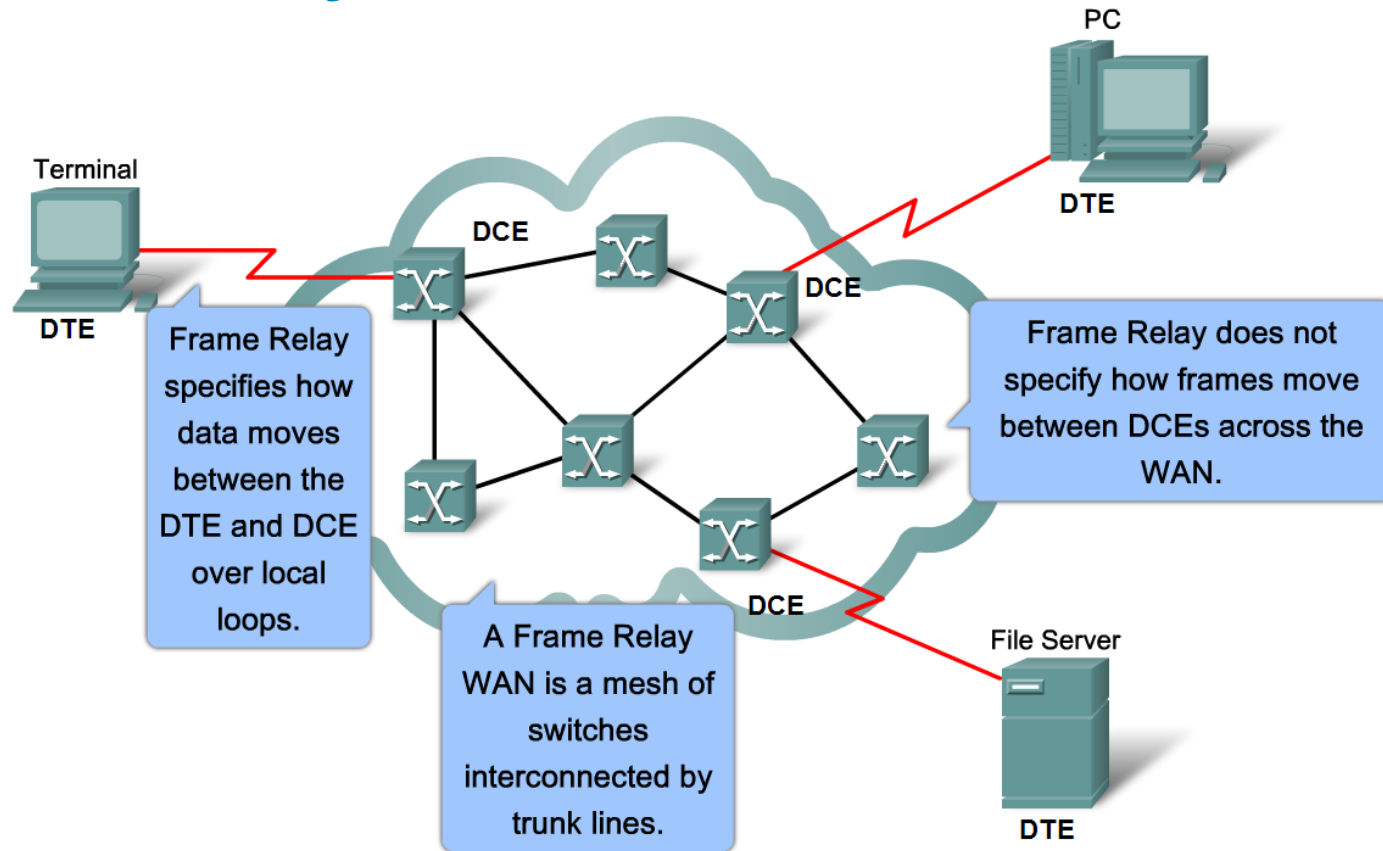 PC
Terminal
DTE
DCE
DCE
DTE
Frame Relay
specifies how
data moves
between the
DTE and DCE
over local
loops.
Frame Relay does not
specify how frames move
between DCEs across the
WAN.
DCE
A Frame Relay
WAN is a mesh of
switches
interconnected by
trunk lines.
File Server
DTE